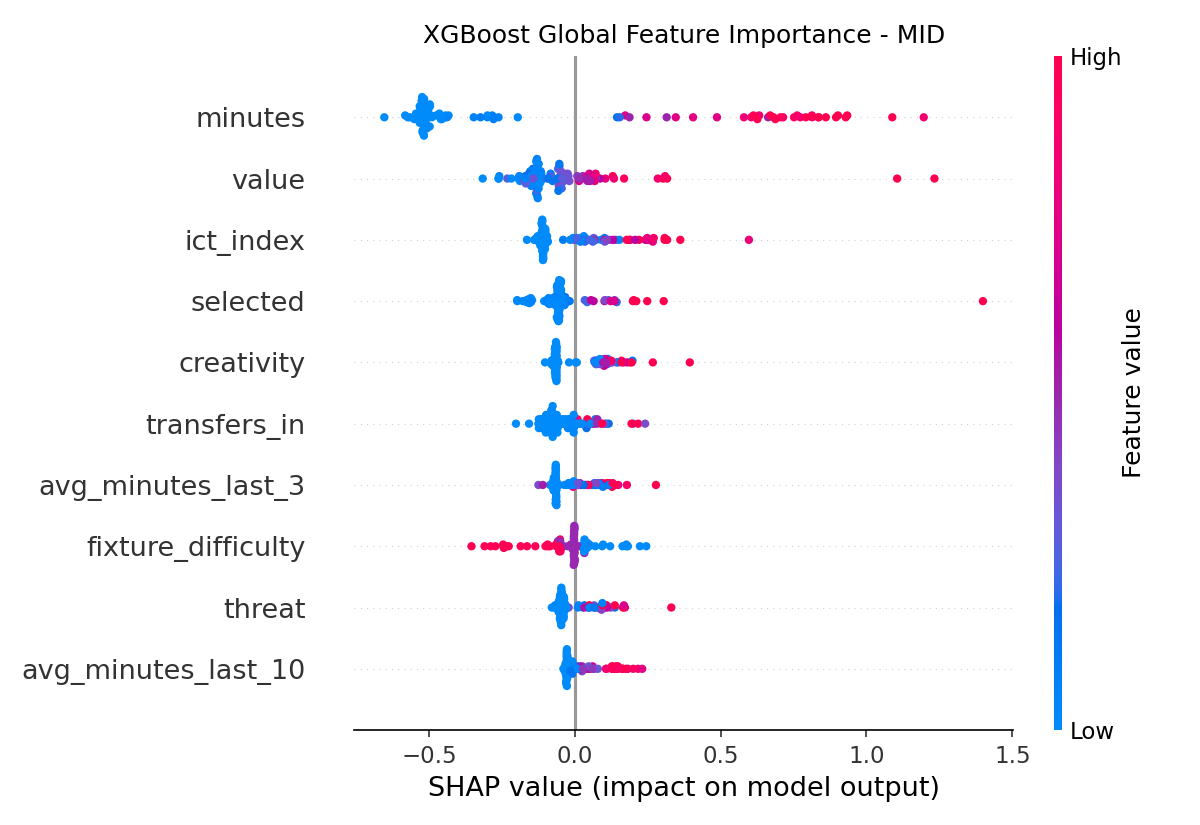 XGBoost Global Feature Importance - MID
High
minutes
value
ict_index
selected
creativity
transfers_in
avg_minutes_last_3
fixture_difficulty
threat
avg_minutes_last_10
Feature value
Low
−0.5 0.0 0.5 1.0 1.5
SHAP value (impact on model output)